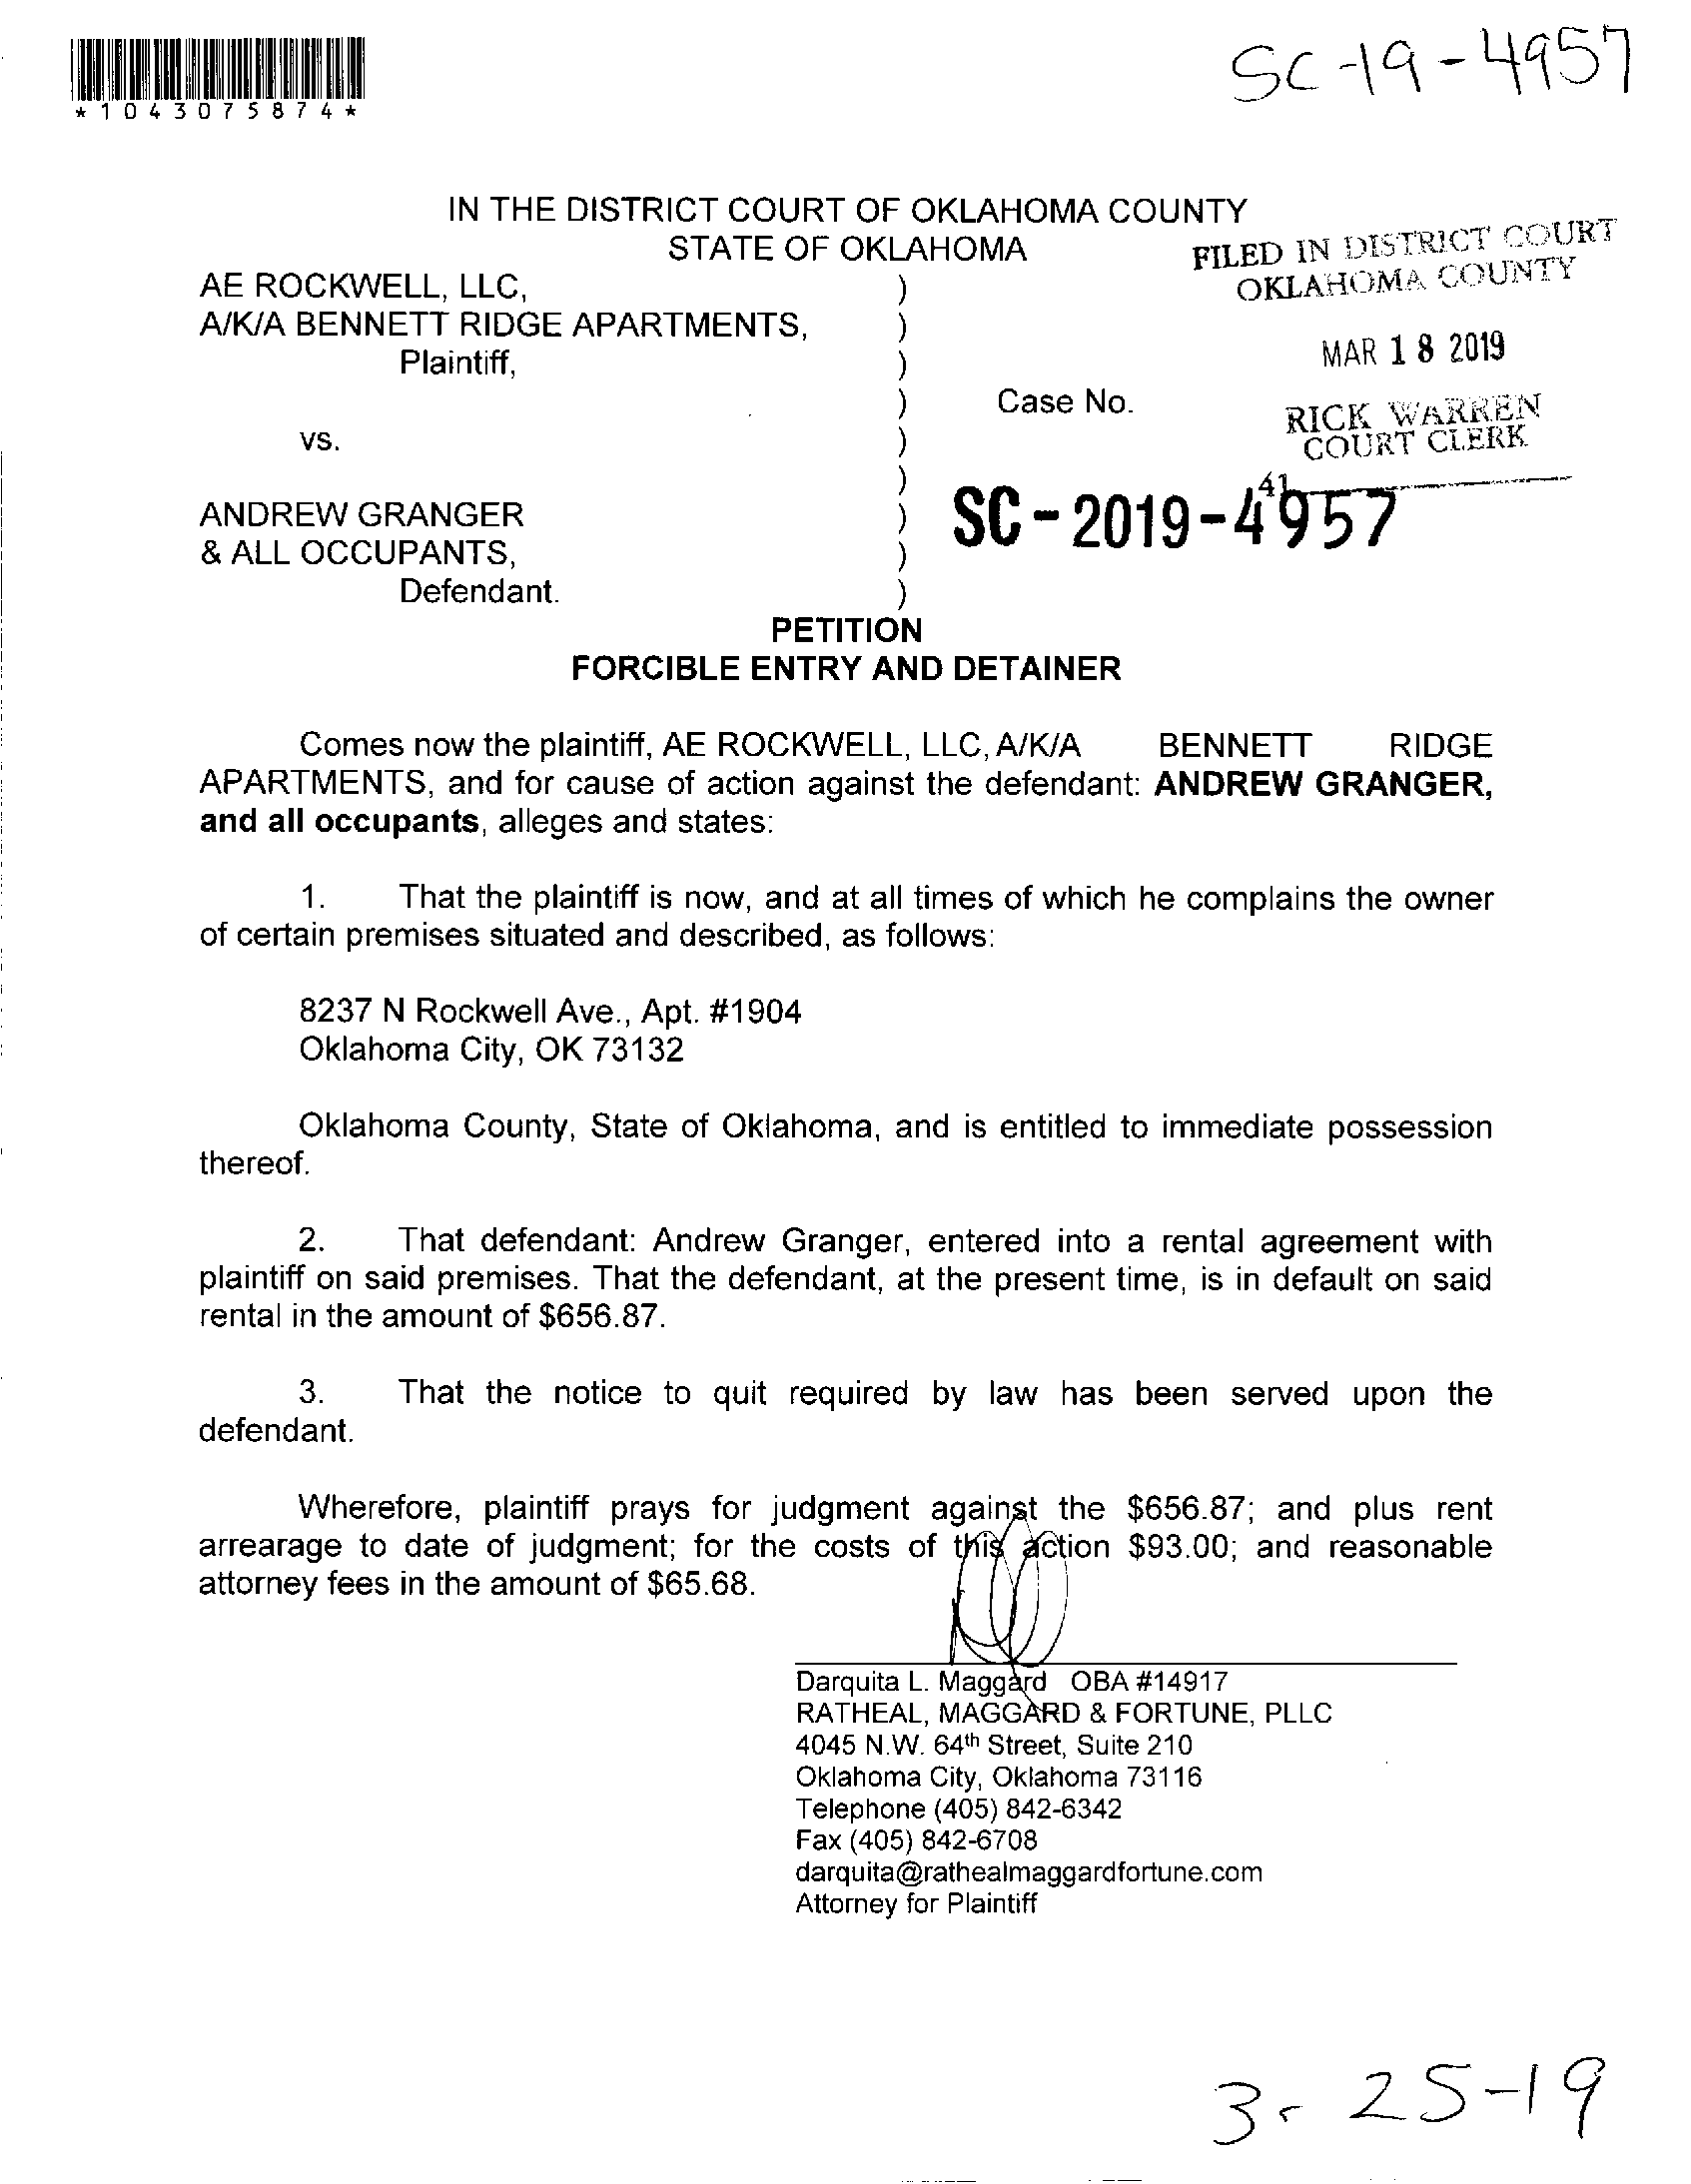 SC-19-4957
*1043075874*
IN THE DISTRICT COURT OF OKLAHOMA COUNTY
STATE OF OKLAHOMA
FILED IN DISTRICT COURT
OKLAHOMA COUNTY
MAR 18 2019
RICK WARREN
COURT CLERK
41
AE ROCKWELL, LLC, )
A/K/A BENNETT RIDGE APARTMENTS, )
Plaintiff, )
) Case No.
vs. )
)
ANDREW GRANGER ) SC-2019-4957
& ALL OCCUPANTS, )
Defendant. )
PETITION
FORCIBLE ENTRY AND DETAINER
Comes now the plaintiff, AE ROCKWELL, LLC, A/K/A BENNETT RIDGE
APARTMENTS, and for cause of action against the defendant: ANDREW GRANGER,
and all occupants, alleges and states:
1. That the plaintiff is now, and at all times of which he complains the owner
of certain premises situated and described, as follows:
8237 N Rockwell Ave., Apt. #1904
Oklahoma City, OK 73132
Oklahoma County, State of Oklahoma, and is entitled to immediate possession
thereof.
2. That defendant: Andrew Granger, entered into a rental agreement with
plaintiff on said premises. That the defendant, at the present time, is in default on said
rental in the amount of $656.87.
3. That the notice to quit required by law has been served upon the
defendant.
Wherefore, plaintiff prays for judgment against the $656.87; and plus rent
arrearage to date of judgment; for the costs of this action $93.00; and reasonable
attorney fees in the amount of $65.68.
Darquita L. Maggard OBA #14917
RATHEAL, MAGGARD & FORTUNE, PLLC
4045 N.W. 64th Street, Suite 210
Oklahoma City, Oklahoma 73116
Telephone (405) 842-6342
Fax (405) 842-6708
darquita@rathealmaggardfortune.com
Attorney for Plaintiff
3-25-19